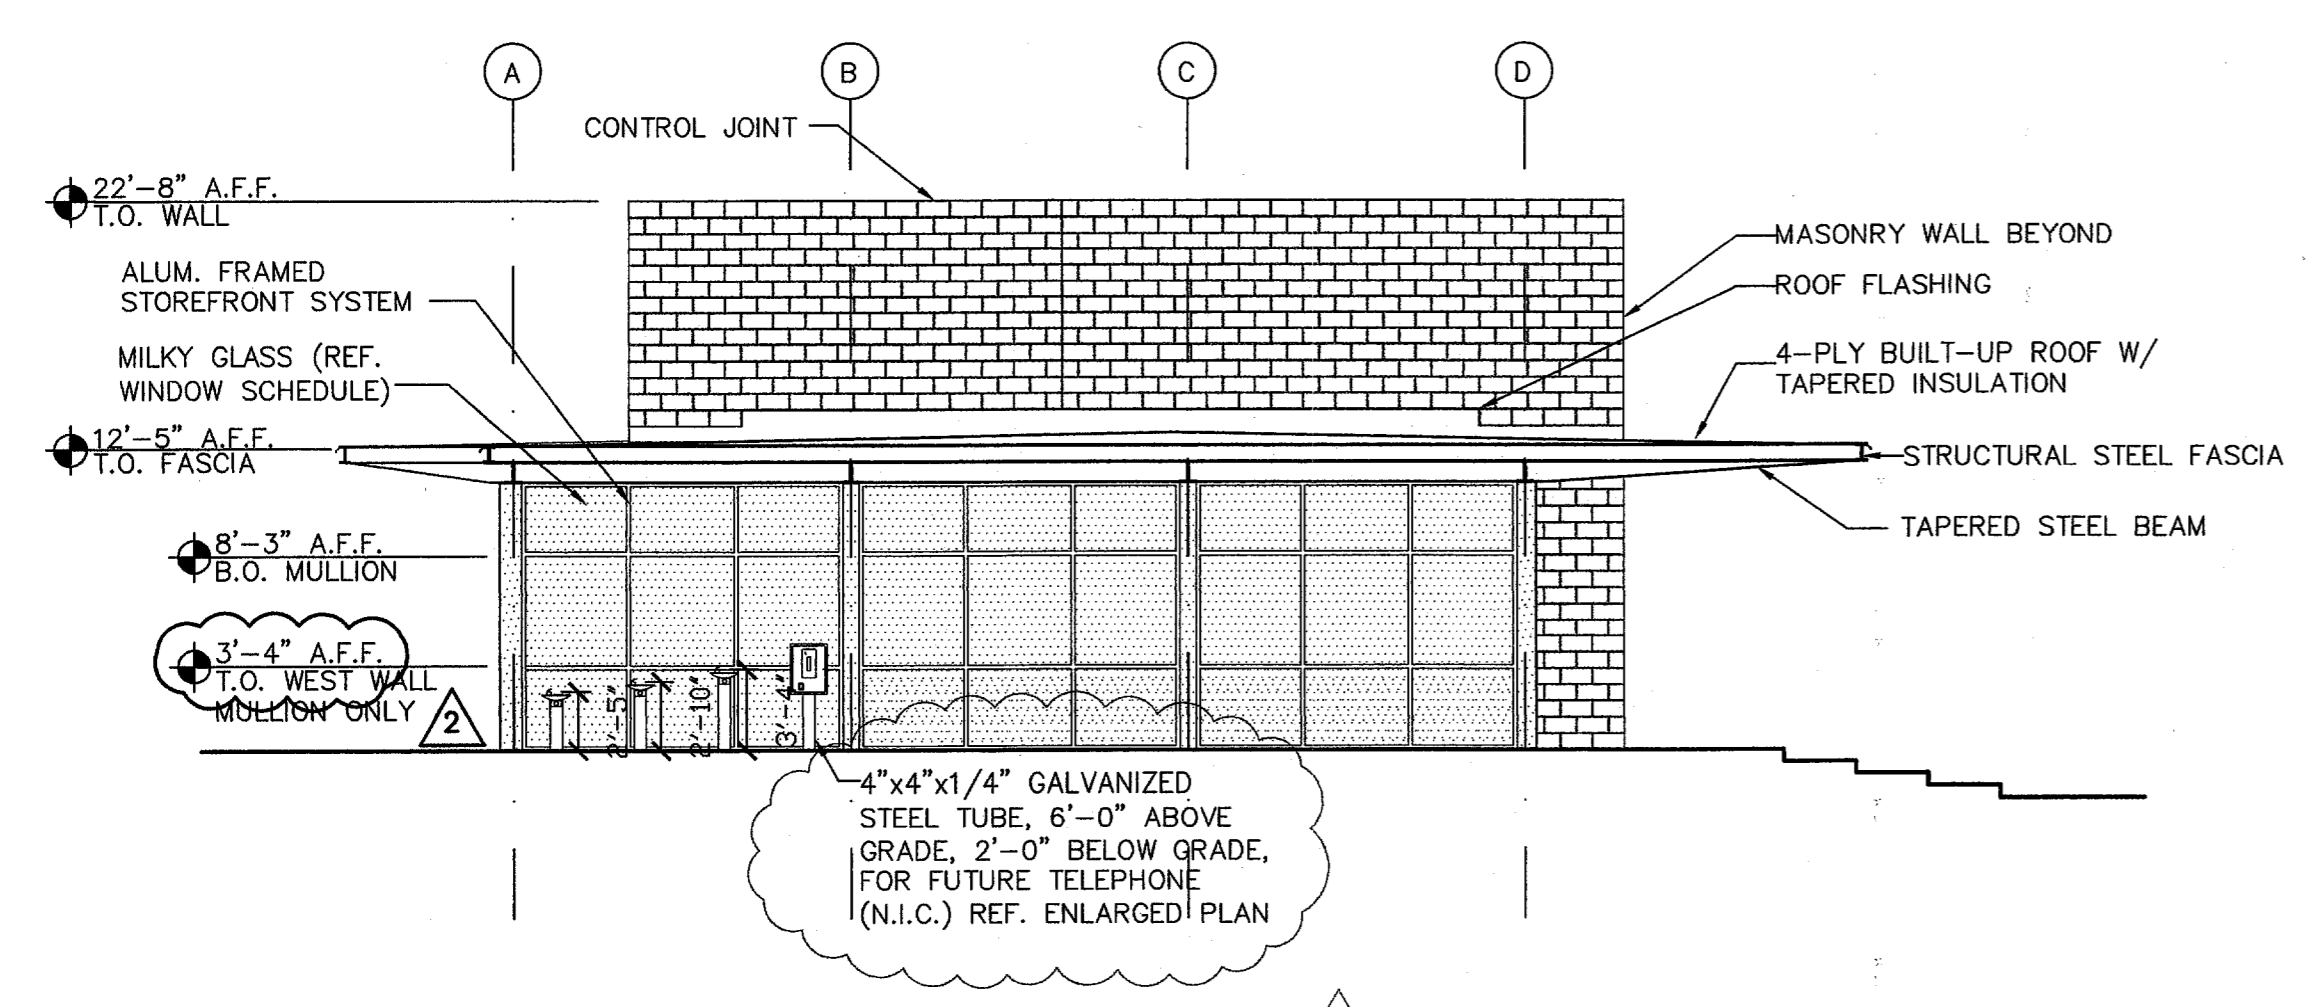 A
B
C
D
CONTROL JOINT
22'-8" A.F.F.
T.O. WALL
ALUM. FRAMED
STOREFRONT SYSTEM
MILKY GLASS (REF.
WINDOW SCHEDULE)
12'-5" A.F.F.
T.O. FASCIA
8'-3" A.F.F.
B.O. MULLION
3'-4" A.F.F.
T.O. WEST WALL
MULLION ONLY
2
2'-5"
2'-10"
3'-4"
MASONRY WALL BEYOND
ROOF FLASHING
4-PLY BUILT-UP ROOF W/
TAPERED INSULATION
STRUCTURAL STEEL FASCIA
TAPERED STEEL BEAM
4"x4"x1/4" GALVANIZED
STEEL TUBE, 6'-0" ABOVE
GRADE, 2'-0" BELOW GRADE,
FOR FUTURE TELEPHONE
(N.I.C.) REF. ENLARGED PLAN